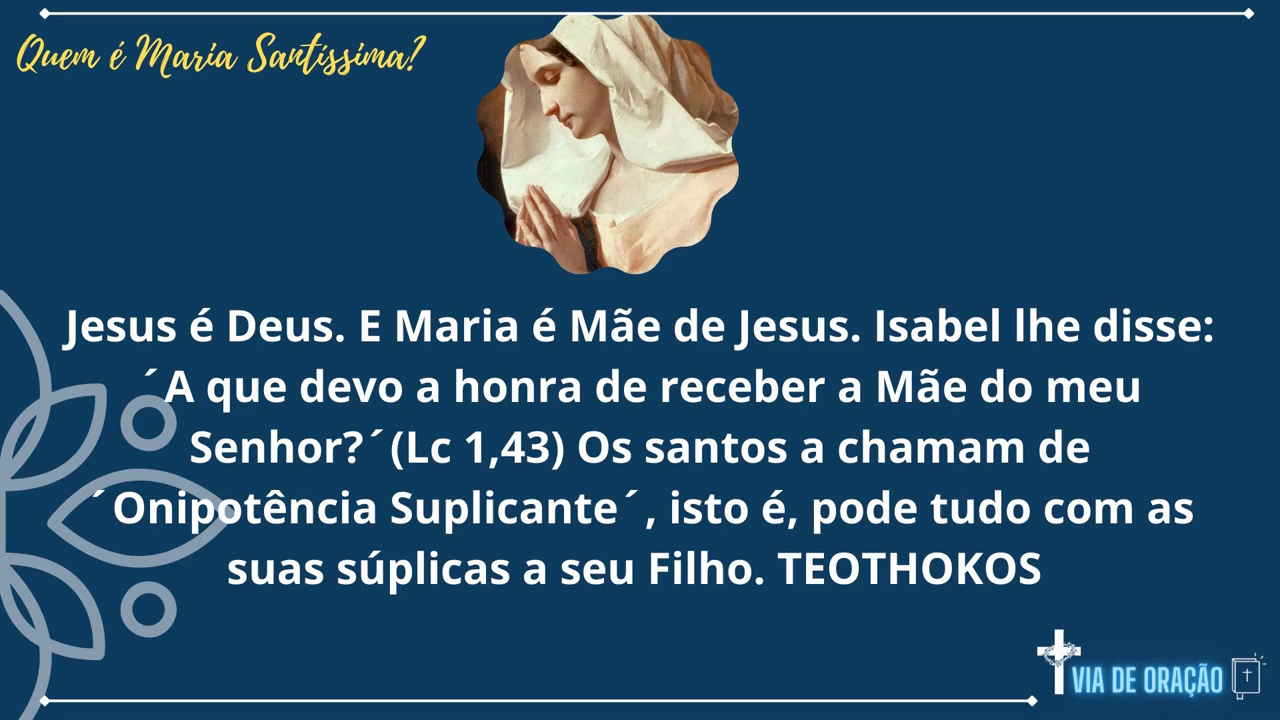 Quem é Maria Santíssima?
Jesus é Deus. E Maria é Mãe de Jesus. Isabel lhe disse:
´A que devo a honra de receber a Mãe do meu
Senhor?´(Lc 1,43) Os santos a chamam de
´Onipotência Suplicante´, isto é, pode tudo com as
suas súplicas a seu Filho. TEOTHOKOS
VIA DE ORAÇÃO